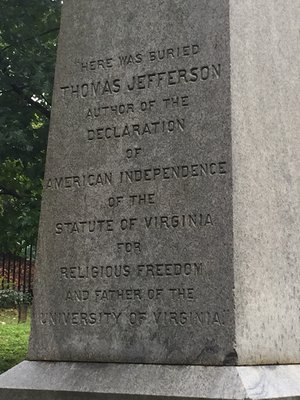 "HERE WAS BURIED
THOMAS JEFFERSON
AUTHOR OF THE
DECLARATION
OF
AMERICAN INDEPENDENCE
OF THE
STATUTE OF VIRGINIA
FOR
RELIGIOUS FREEDOM
AND FATHER OF THE
UNIVERSITY OF VIRGINIA."